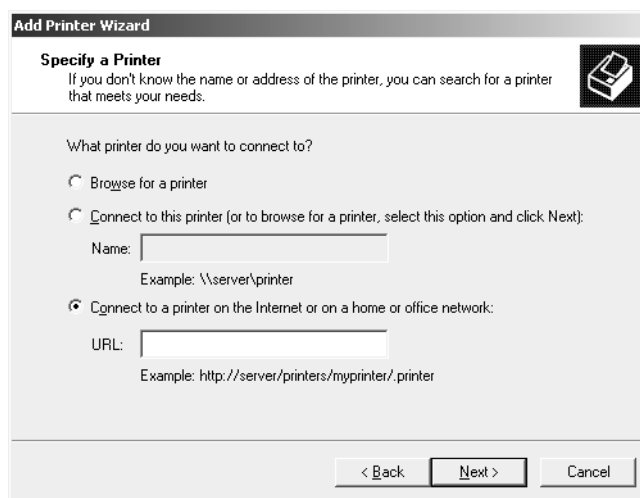 Add Printer Wizard
Specify a Printer
If you don't know the name or address of the printer, you can search for a printer
that meets your needs.
What printer do you want to connect to?
Browse for a printer
Connect to this printer (or to browse for a printer, select this option and click Next):
Name:
Example: \\server\printer
Connect to a printer on the Internet or on a home or office network:
URL:
Example: http://server/printers/myprinter/.printer
< Back Next > Cancel